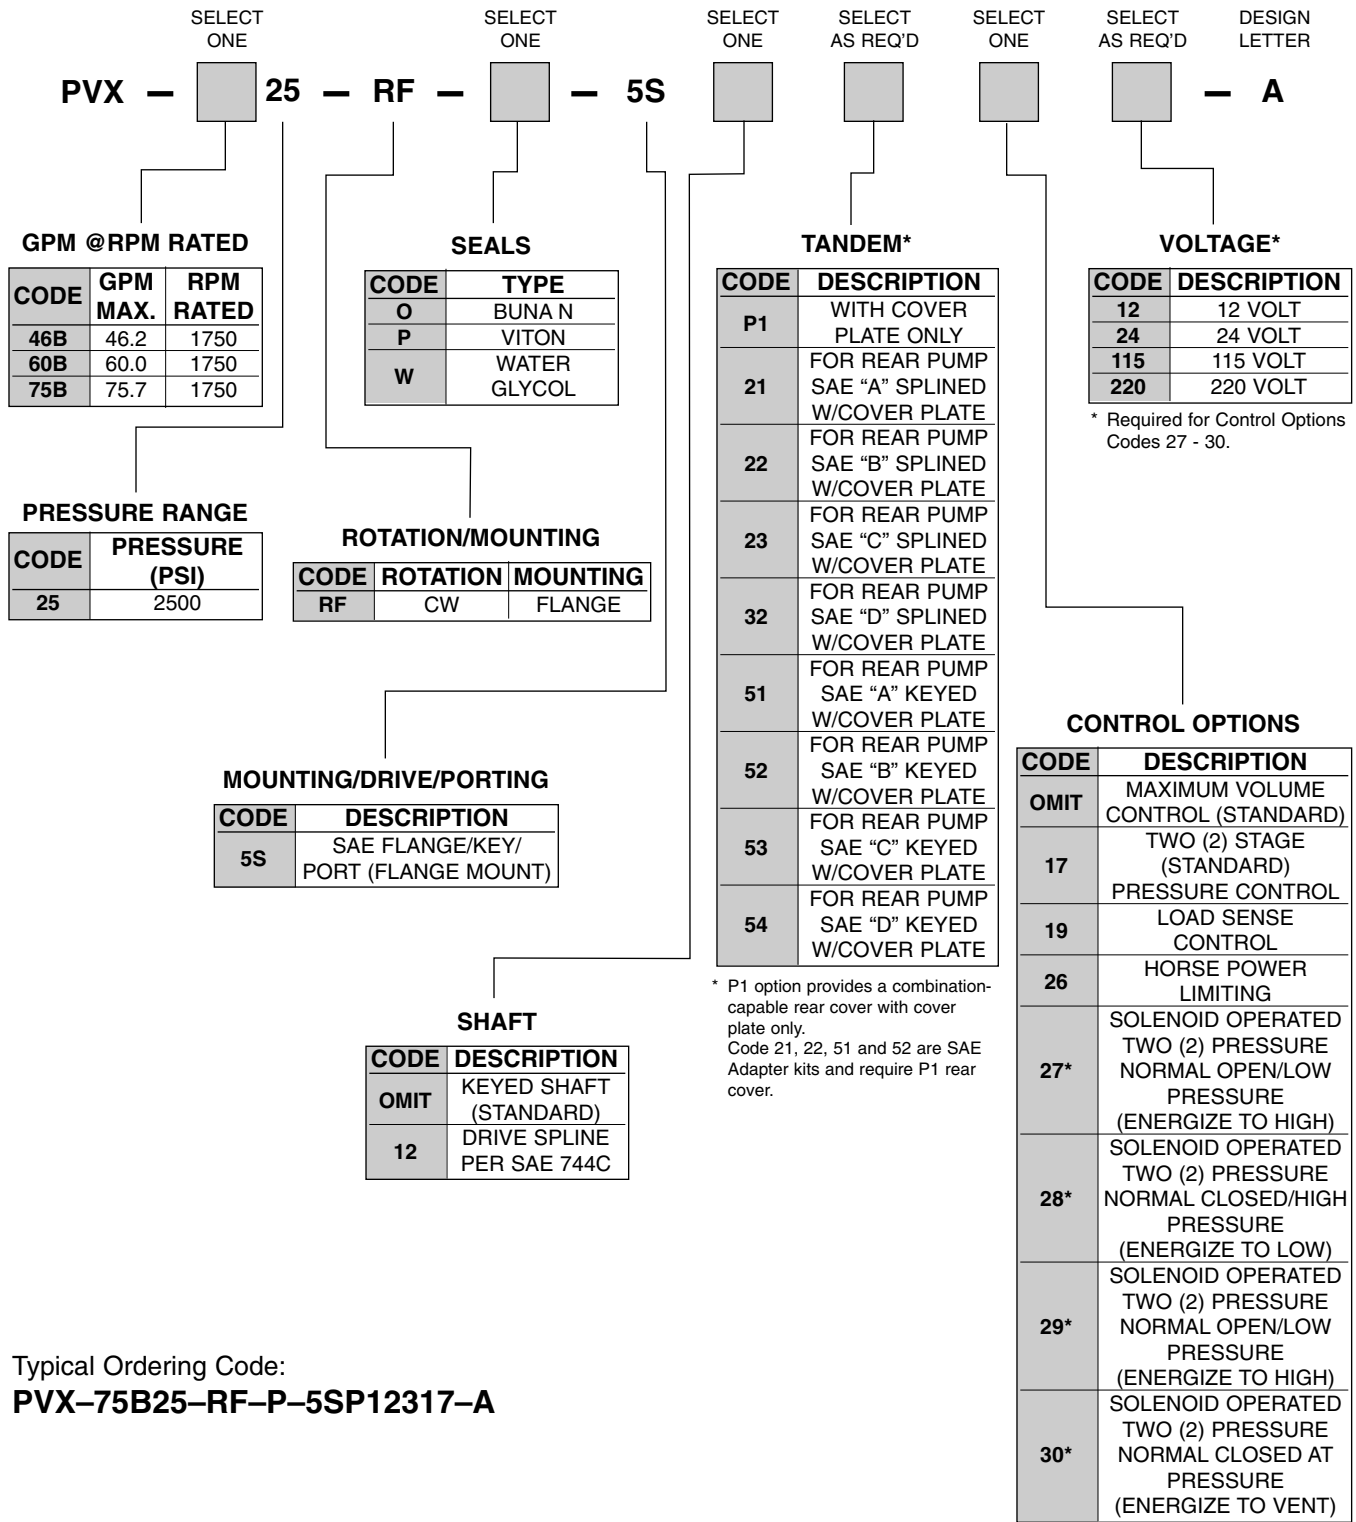 SELECT
ONE
SELECT
ONE
SELECT
ONE
SELECT
AS REQ'D
SELECT
ONE
SELECT
AS REQ'D
DESIGN
LETTER
PVX – 25 – RF – – 5S – A
GPM @RPM RATED
CODE GPM MAX. RPM RATED
46B 46.2 1750
60B 60.0 1750
75B 75.7 1750
PRESSURE RANGE
CODE PRESSURE (PSI)
25 2500
SEALS
CODE TYPE
O BUNA N
P VITON
W WATER
GLYCOL
ROTATION/MOUNTING
CODE ROTATION MOUNTING
RF CW FLANGE
MOUNTING/DRIVE/PORTING
CODE DESCRIPTION
5S SAE FLANGE/KEY/
PORT (FLANGE MOUNT)
SHAFT
CODE DESCRIPTION
OMIT KEYED SHAFT
(STANDARD)
12 DRIVE SPLINE
PER SAE 744C
TANDEM*
CODE DESCRIPTION
P1 WITH COVER
PLATE ONLY
21 FOR REAR PUMP
SAE “A” SPLINED
W/COVER PLATE
22 FOR REAR PUMP
SAE “B” SPLINED
W/COVER PLATE
23 FOR REAR PUMP
SAE “C” SPLINED
W/COVER PLATE
32 FOR REAR PUMP
SAE “D” SPLINED
W/COVER PLATE
51 FOR REAR PUMP
SAE “A” KEYED
W/COVER PLATE
52 FOR REAR PUMP
SAE “B” KEYED
W/COVER PLATE
53 FOR REAR PUMP
SAE “C” KEYED
W/COVER PLATE
54 FOR REAR PUMP
SAE “D” KEYED
W/COVER PLATE
* P1 option provides a combination-
capable rear cover with cover
plate only.
Code 21, 22, 51 and 52 are SAE
Adapter kits and require P1 rear
cover.
VOLTAGE*
CODE DESCRIPTION
12 12 VOLT
24 24 VOLT
115 115 VOLT
220 220 VOLT
* Required for Control Options
Codes 27 - 30.
CONTROL OPTIONS
CODE DESCRIPTION
OMIT MAXIMUM VOLUME
CONTROL (STANDARD)
17 TWO (2) STAGE
(STANDARD)
PRESSURE CONTROL
19 LOAD SENSE
CONTROL
26 HORSE POWER
LIMITING
27* SOLENOID OPERATED
TWO (2) PRESSURE
NORMAL OPEN/LOW
PRESSURE
(ENERGIZE TO HIGH)
28* SOLENOID OPERATED
TWO (2) PRESSURE
NORMAL CLOSED/HIGH
PRESSURE
(ENERGIZE TO LOW)
29* SOLENOID OPERATED
TWO (2) PRESSURE
NORMAL OPEN/LOW
PRESSURE
(ENERGIZE TO HIGH)
30* SOLENOID OPERATED
TWO (2) PRESSURE
NORMAL CLOSED AT
PRESSURE
(ENERGIZE TO VENT)
Typical Ordering Code:
PVX–75B25–RF–P–5SP12317–A